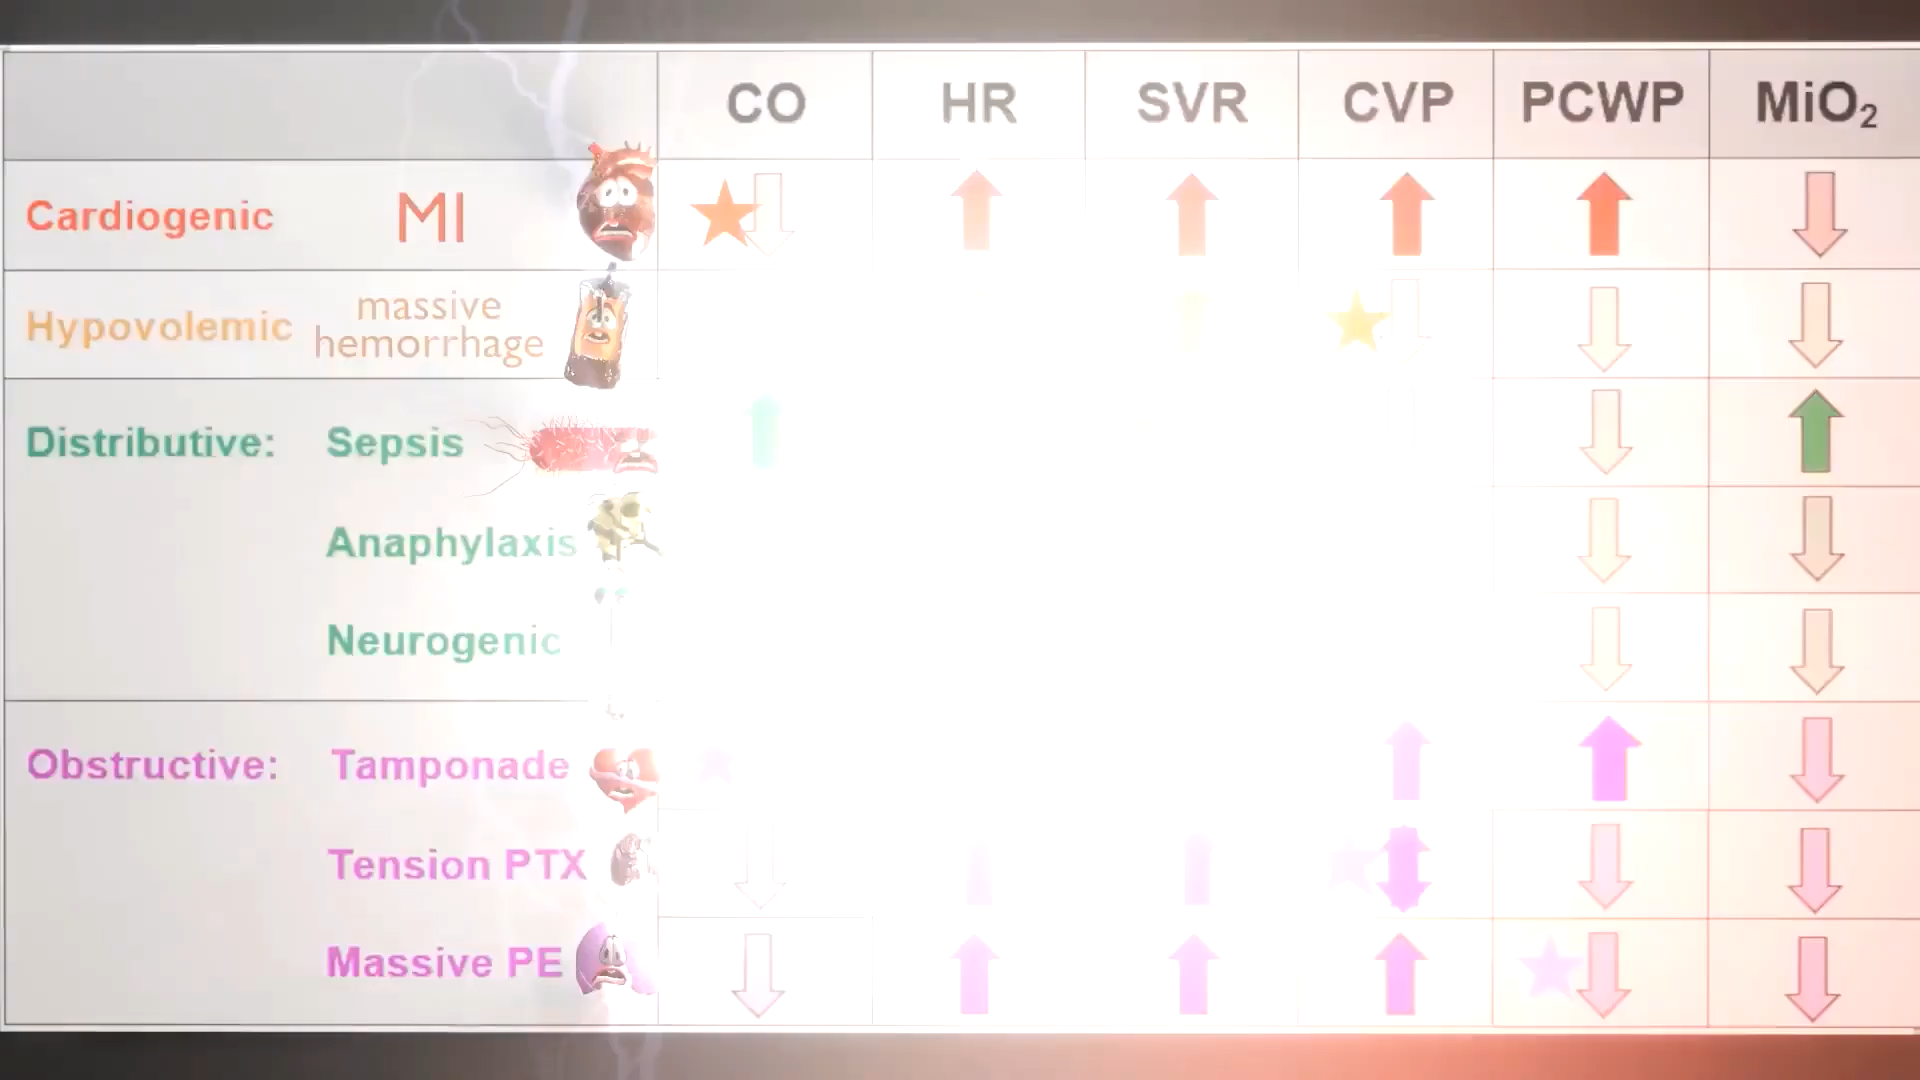 CO HR SVR CVP PCWP MiO₂
Cardiogenic MI
Hypovolemic massive hemorrhage
Distributive: Sepsis
Anaphylaxis
Neurogenic
Obstructive: Tamponade
Tension PTX
Massive PE